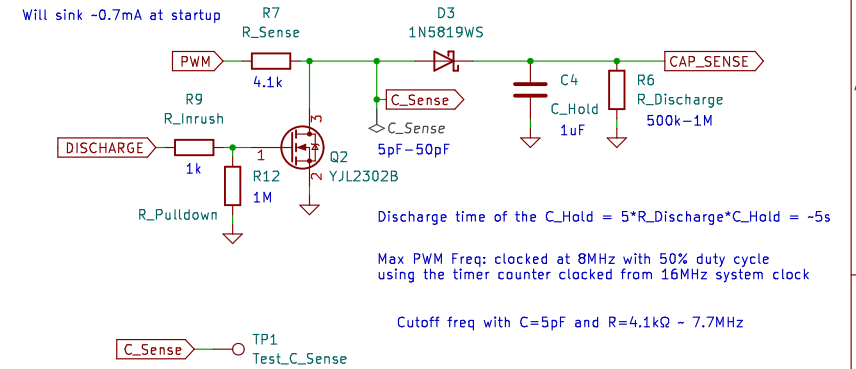 Will sink ~0.7mA at startup
R7
R_Sense
PWM
4.1k
D3
1N5819WS
C_Sense
C_Sense
5pF-50pF
C4
C_Hold
1uF
CAP_SENSE
R6
R_Discharge
500k-1M
R9
R_Inrush
DISCHARGE
1k
1
3
2
Q2
YJL2302B
R12
1M
R_Pulldown
Discharge time of the C_Hold = 5*R_Discharge*C_Hold = ~5s
Max PWM Freq: clocked at 8MHz with 50% duty cycle
using the timer counter clocked from 16MHz system clock
Cutoff freq with C=5pF and R=4.1kΩ ~ 7.7MHz
C_Sense
TP1
Test_C_Sense